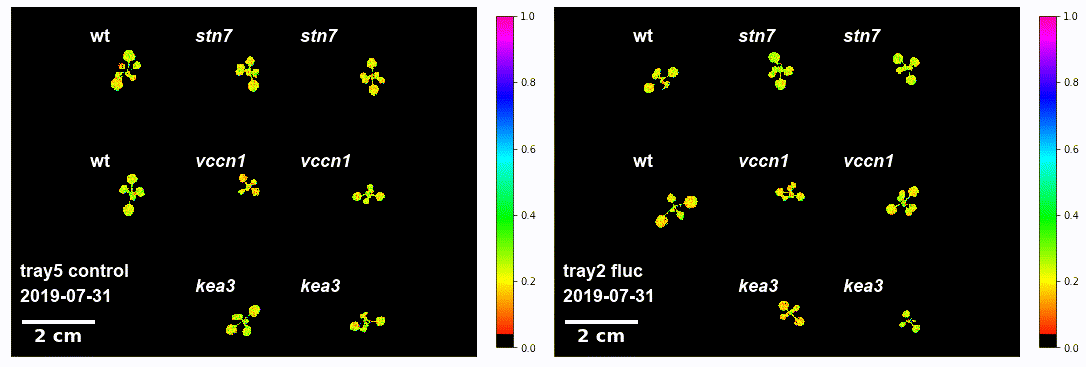 wt stn7 stn7
wt vccn1 vccn1
tray5 control
2019-07-31
kea3 kea3
2 cm
1.0
0.8
0.6
0.4
0.2
0.0
wt stn7 stn7
wt vccn1 vccn1
tray2 fluc
2019-07-31
kea3 kea3
2 cm
1.0
0.8
0.6
0.4
0.2
0.0